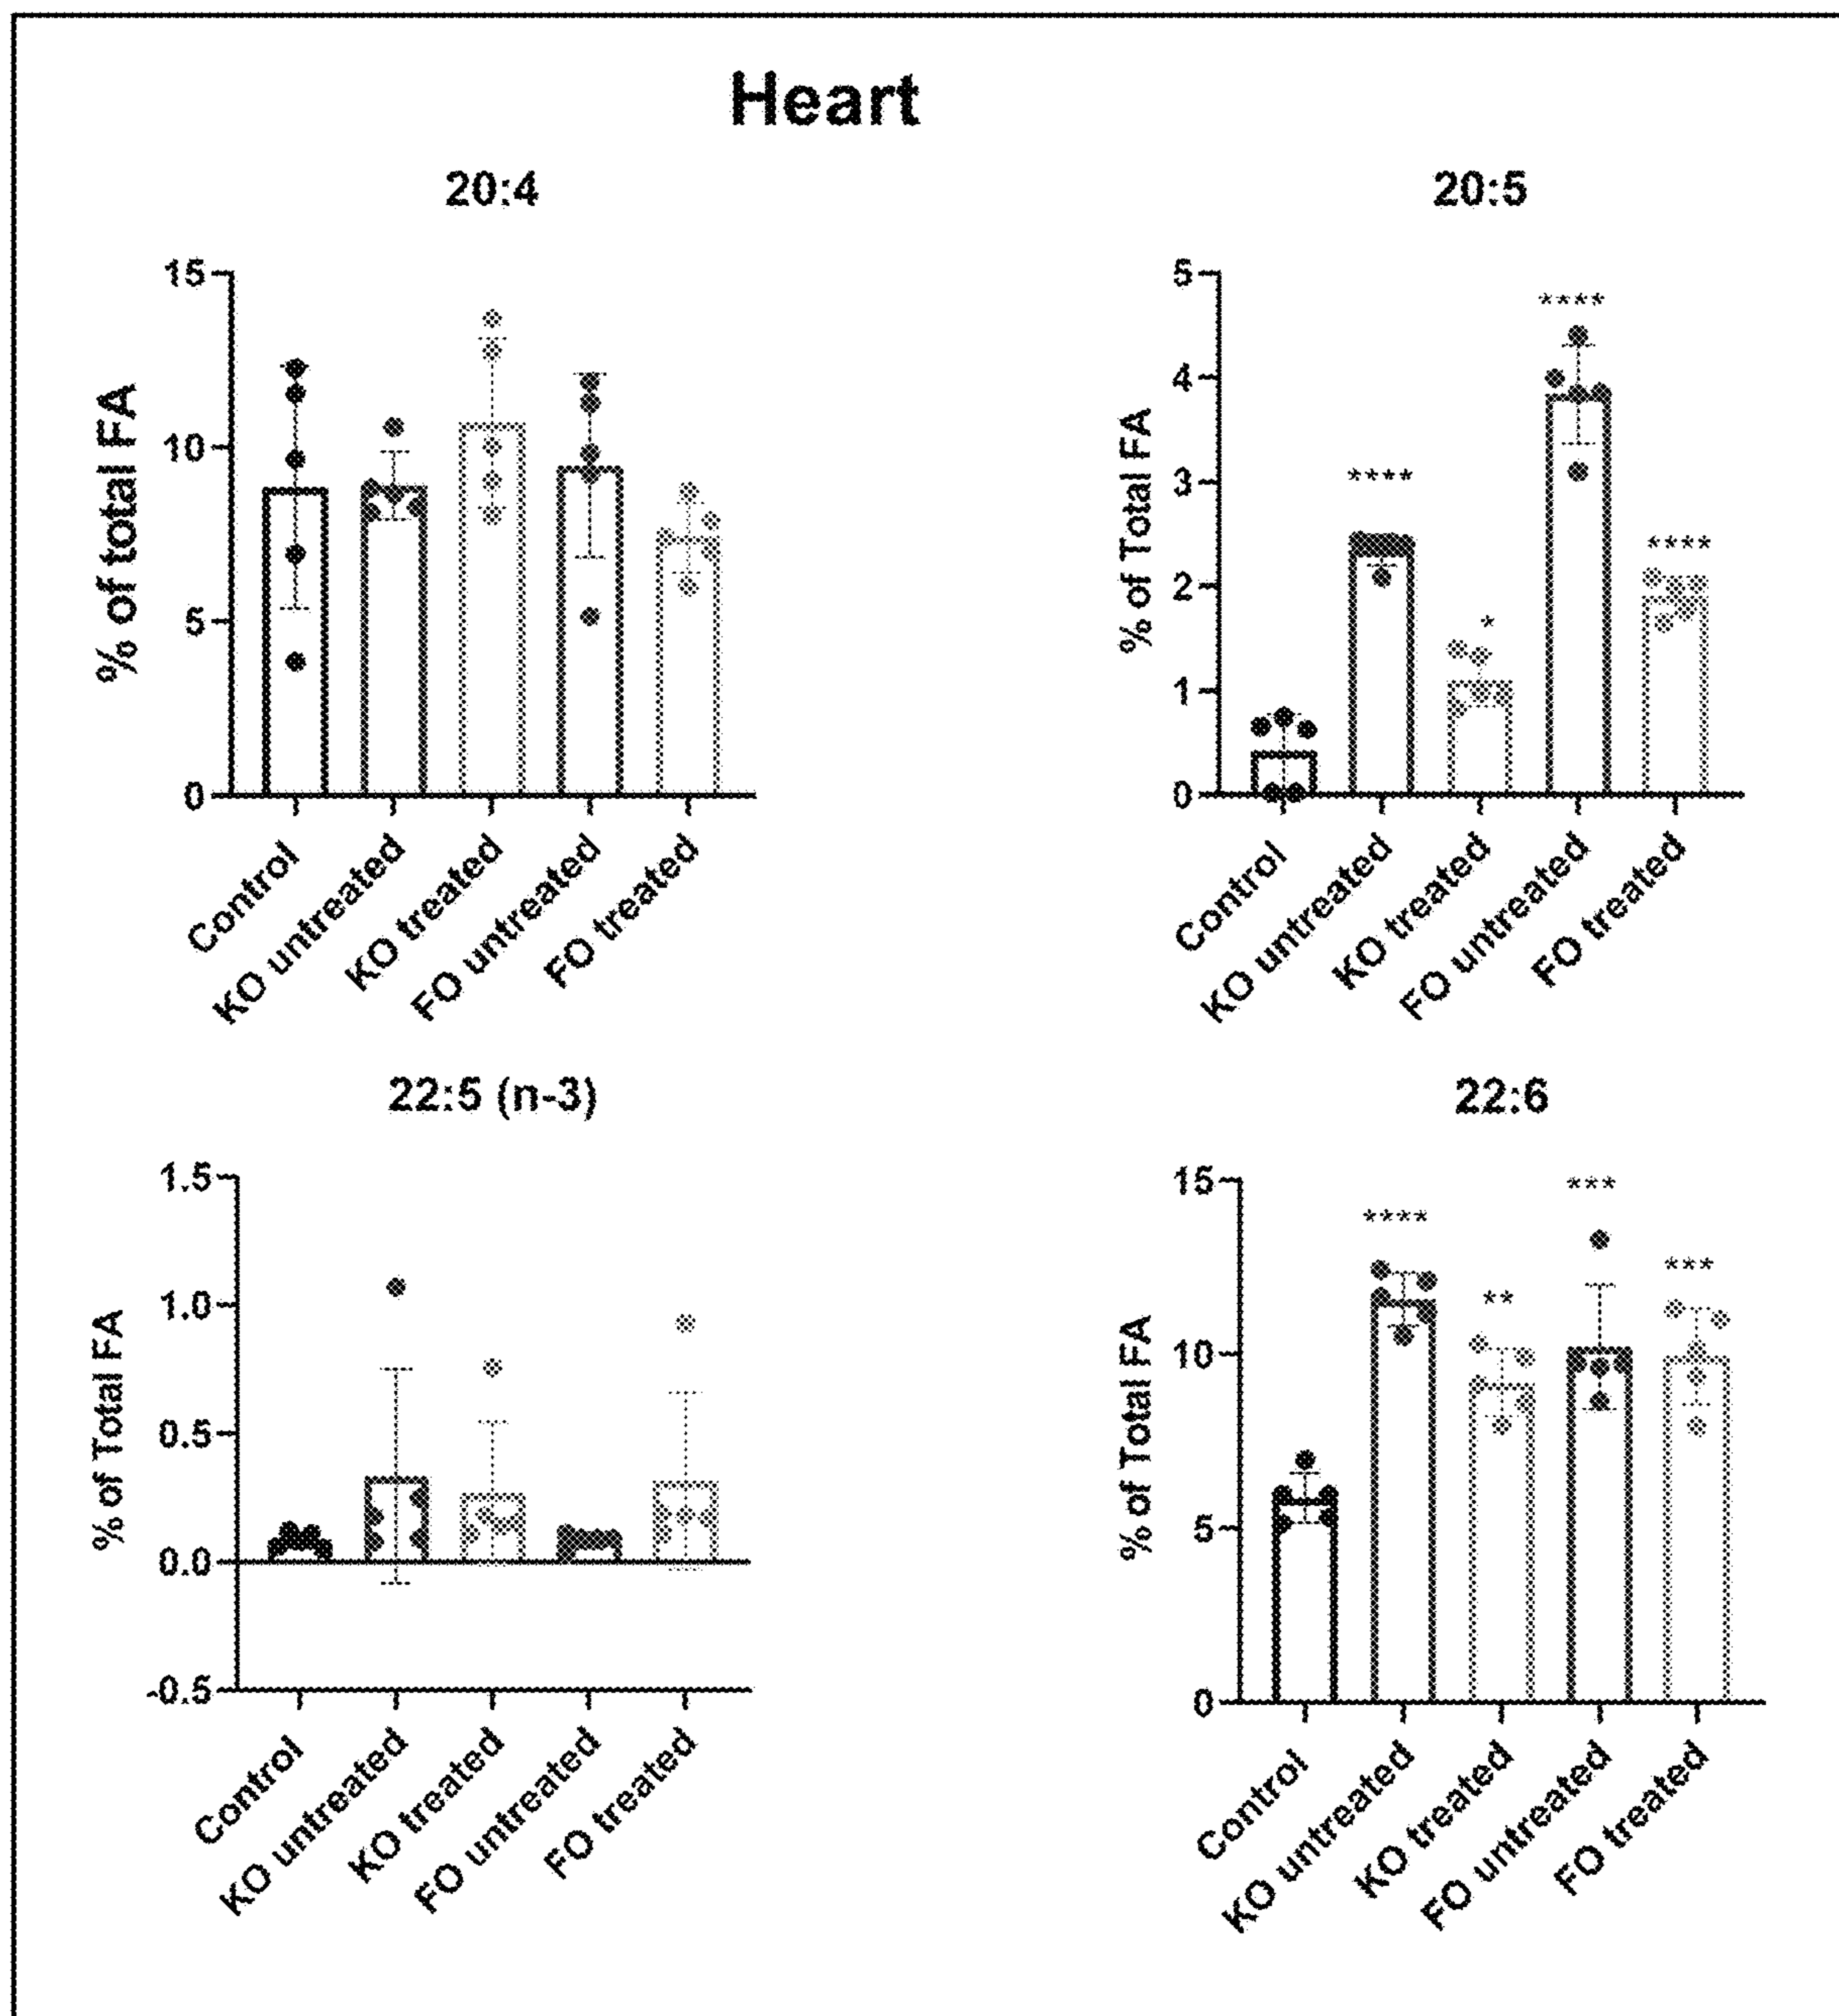 Heart
20:4
15
10
5
0
% of total FA
Control
KO untreated
KO treated
FO untreated
FO treated
20:5
****
****
****
*
5
4
3
2
1
0
% of Total FA
Control
KO untreated
KO treated
FO untreated
FO treated
22:5 (n-3)
1.5
1.0
0.5
0.0
-0.5
% of Total FA
Control
KO untreated
KO treated
FO untreated
FO treated
22:6
***
****
***
**
15
10
5
0
% of Total FA
Control
KO untreated
KO treated
FO untreated
FO treated